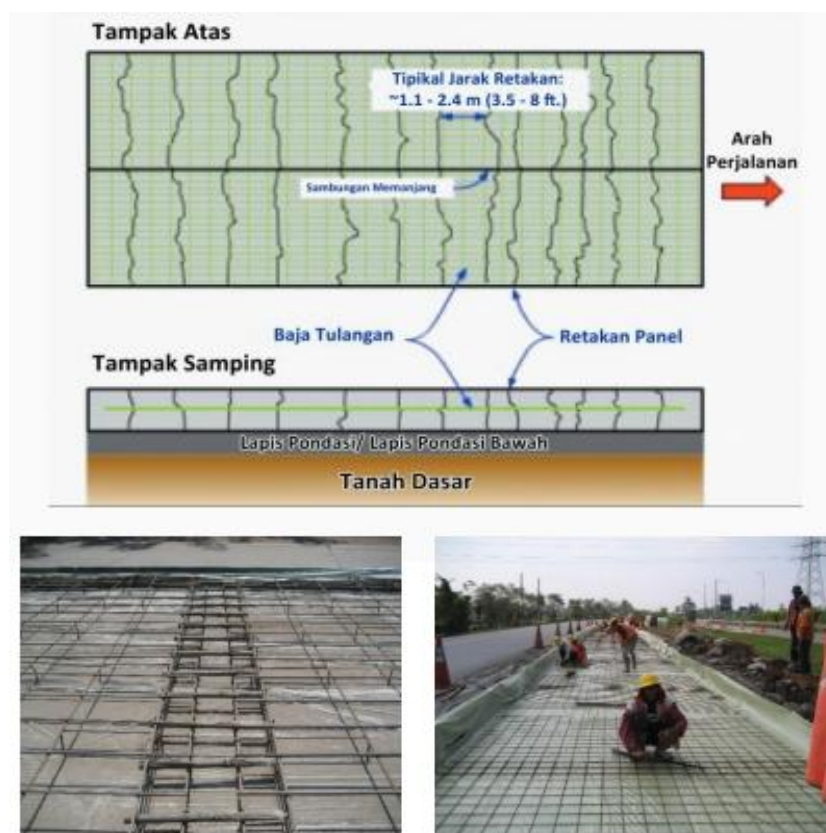 Tampak Atas
Tipikal Jarak Retakan:
~1.1 - 2.4 m (3.5 - 8 ft.)
Arah
Perjalanan
Sambungan Memanjang
Baja Tulangan
Retakan Panel
Tampak Samping
Lapis Pondasi/ Lapis Pondasi Bawah
Tanah Dasar